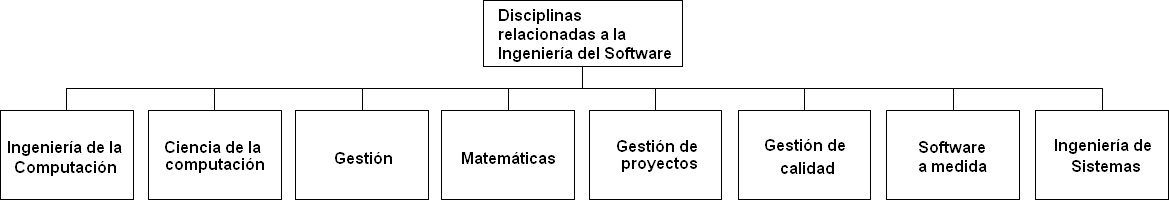 Disciplinas
relacionadas a la
Ingeniería del Software
Ingeniería de la
Computación
Ciencia de la
computación
Gestión
Matemáticas
Gestión de
proyectos
Gestión de
calidad
Software
a medida
Ingeniería de
Sistemas